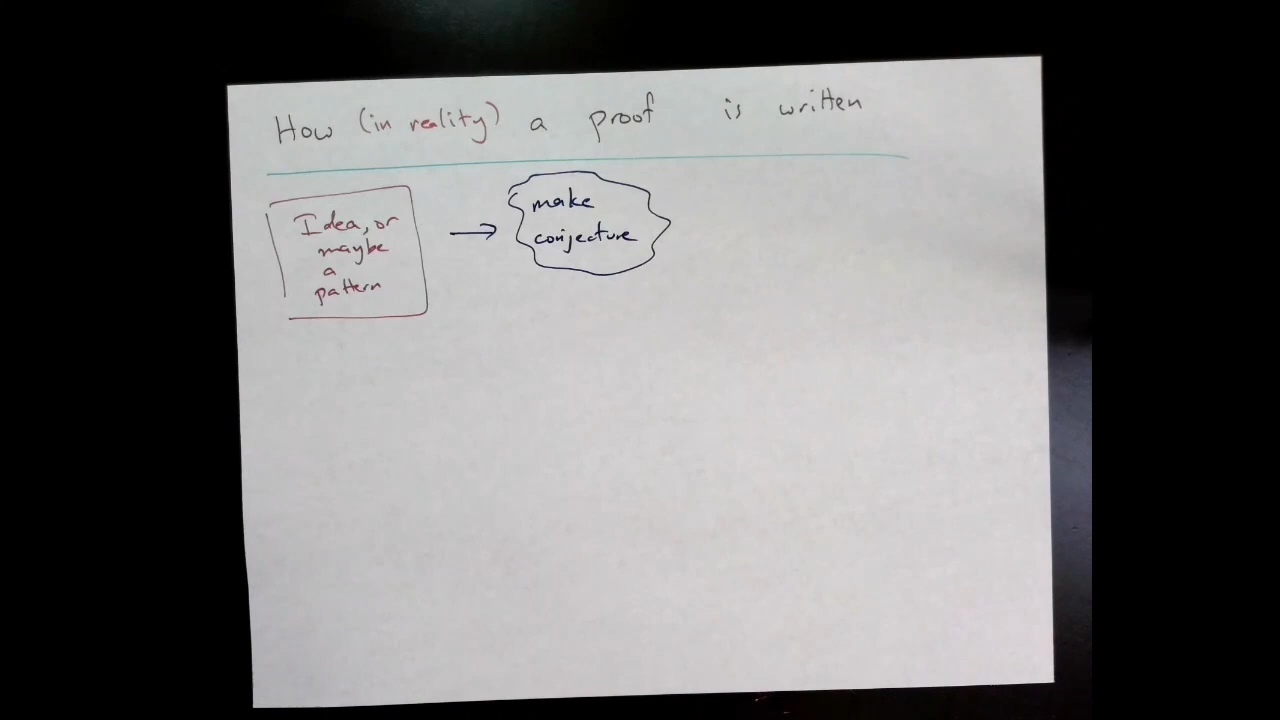 How (in reality) a proof is written
Idea, or
maybe
a
pattern
make
conjecture